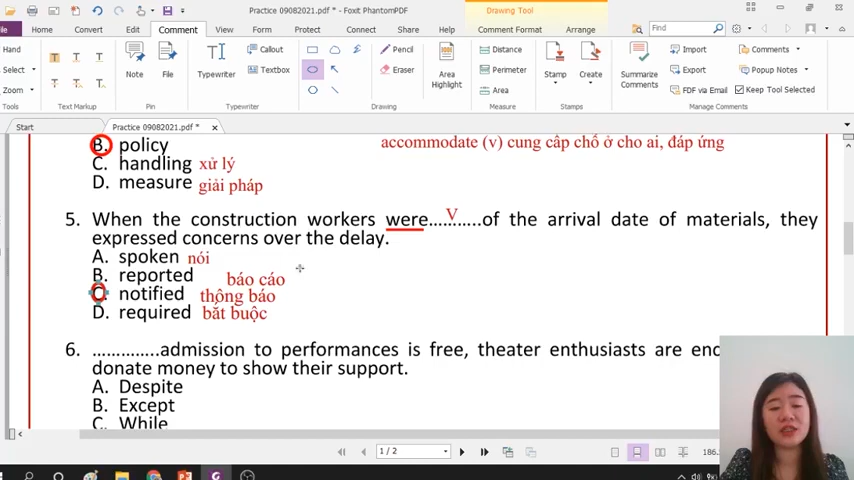 Practice 09082021.pdf * - Foxit PhantomPDF
Drawing Tool
Home
Comment
View
Form
Protect
Share
Connect
Help
Comment Format
Arrange
Find
Hand
Select
Zoom
Note
File
Typewriter
Callout
Textbox
Pencil
Eraser
Area
Highlight
Distance
Perimeter
Area
Stamp
Create
Summarize
Comments
Import
Export
FDF via Email
Comments
Popup Notes
Keep Tool Selected
Tools
Text Markup
Pin
Typewriter
Drawing
Measure
Stamps
Manage Comments
Start
Practice 09082021.pdf *
B. policy
accommodate (v) cung cấp chỗ ở cho ai, đáp ứng
C. handling xử lý
D. measure giải pháp
5. When the construction workers were...V.......of the arrival date of materials, they
expressed concerns over the delay.
A. spoken nói
B. reported báo cáo
C. notified thông báo
D. required bắt buộc
6. ..............admission to performances is free, theater enthusiasts are enc
donate money to show their support.
A. Despite
B. Except
C. While
1 / 2
186.